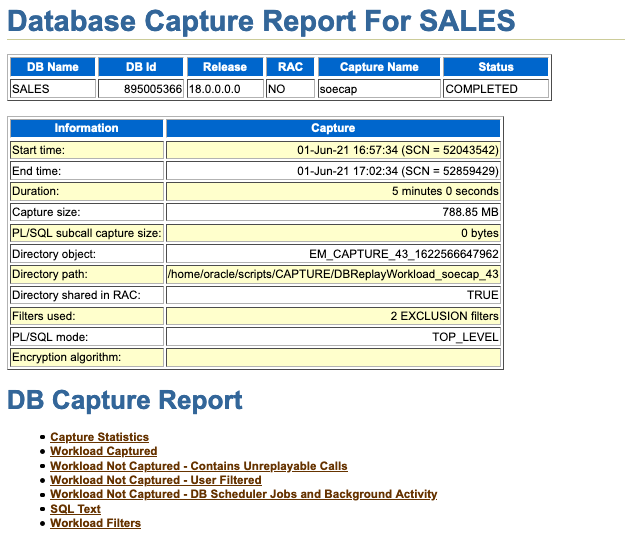 Database Capture Report For SALES
DB Name DB Id Release RAC Capture Name Status
SALES 895005366 18.0.0.0.0 NO soecap COMPLETED
Information Capture
Start time: 01-Jun-21 16:57:34 (SCN = 52043542)
End time: 01-Jun-21 17:02:34 (SCN = 52859429)
Duration: 5 minutes 0 seconds
Capture size: 788.85 MB
PL/SQL subcall capture size: 0 bytes
Directory object: EM_CAPTURE_43_1622566647962
Directory path: /home/oracle/scripts/CAPTURE/DBReplayWorkload_soecap_43
Directory shared in RAC: TRUE
Filters used: 2 EXCLUSION filters
PL/SQL mode: TOP_LEVEL
Encryption algorithm:
DB Capture Report
Capture Statistics
Workload Captured
Workload Not Captured - Contains Unreplayable Calls
Workload Not Captured - User Filtered
Workload Not Captured - DB Scheduler Jobs and Background Activity
SQL Text
Workload Filters